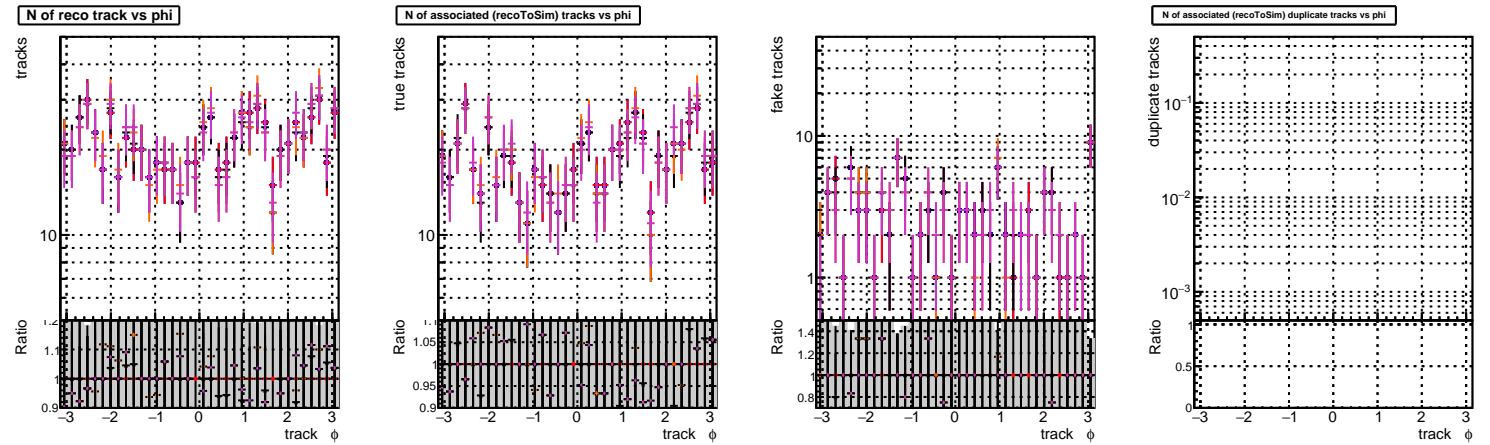 N of reco track vs phi
tracks
10
Ratio
1.2
1.1
1
0.9
−3 −2 −1 0 1 2 3
track ϕ
N of associated (recoToSim) tracks vs phi
true tracks
10
Ratio
1.1
1.05
1
0.95
0.9
−3 −2 −1 0 1 2 3
track ϕ
fake tracks
10
1
Ratio
1.4
1.2
1
0.8
−3 −2 −1 0 1 2 3
track ϕ
N of associated (recoToSim) duplicate tracks vs phi
duplicate tracks
10⁻¹
10⁻²
10⁻³
Ratio
1
0.5
0
−3 −2 −1 0 1 2 3
track ϕ